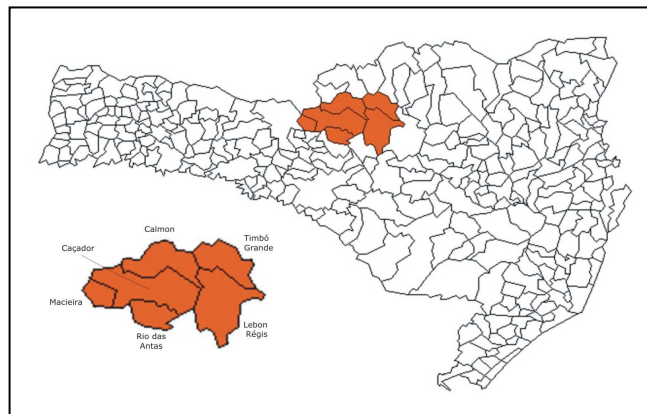 Calmon
Timbó
Grande
Caçador
Macieira
Rio das
Antas
Lebon
Régis